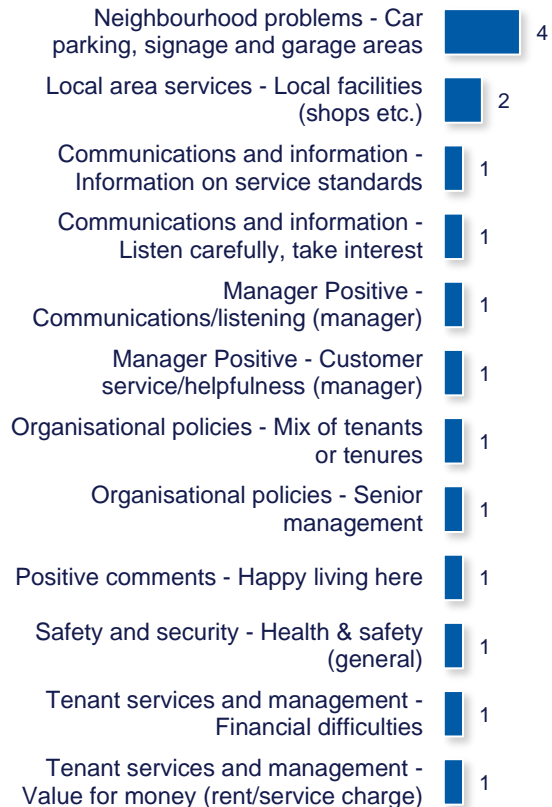 Neighbourhood problems - Car
parking, signage and garage areas
4
Local area services - Local facilities
(shops etc.)
2
Communications and information -
Information on service standards
1
Communications and information -
Listen carefully, take interest
1
Manager Positive -
Communications/listening (manager)
1
Manager Positive - Customer
service/helpfulness (manager)
1
Organisational policies - Mix of tenants
or tenures
1
Organisational policies - Senior
management
1
Positive comments - Happy living here
1
Safety and security - Health & safety
(general)
1
Tenant services and management -
Financial difficulties
1
Tenant services and management -
Value for money (rent/service charge)
1